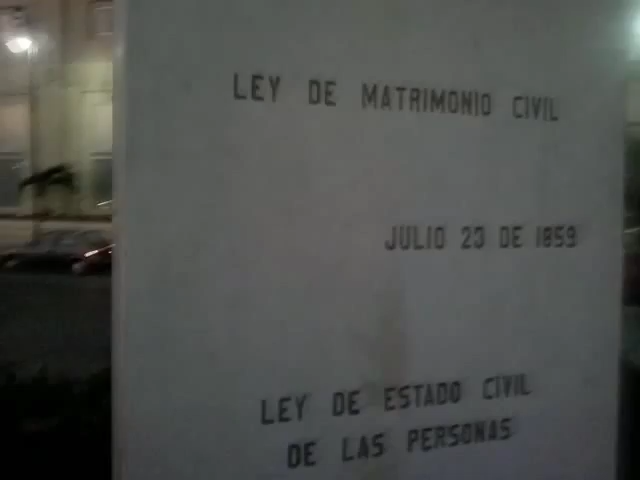 LEY DE MATRIMONIO CIVIL
JULIO 23 DE 1859
LEY DE ESTADO CIVIL
DE LAS PERSONAS